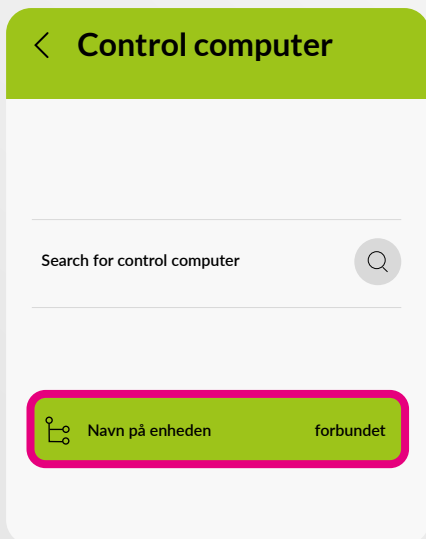 Control computer
Search for control computer
Navn på enheden forbundet